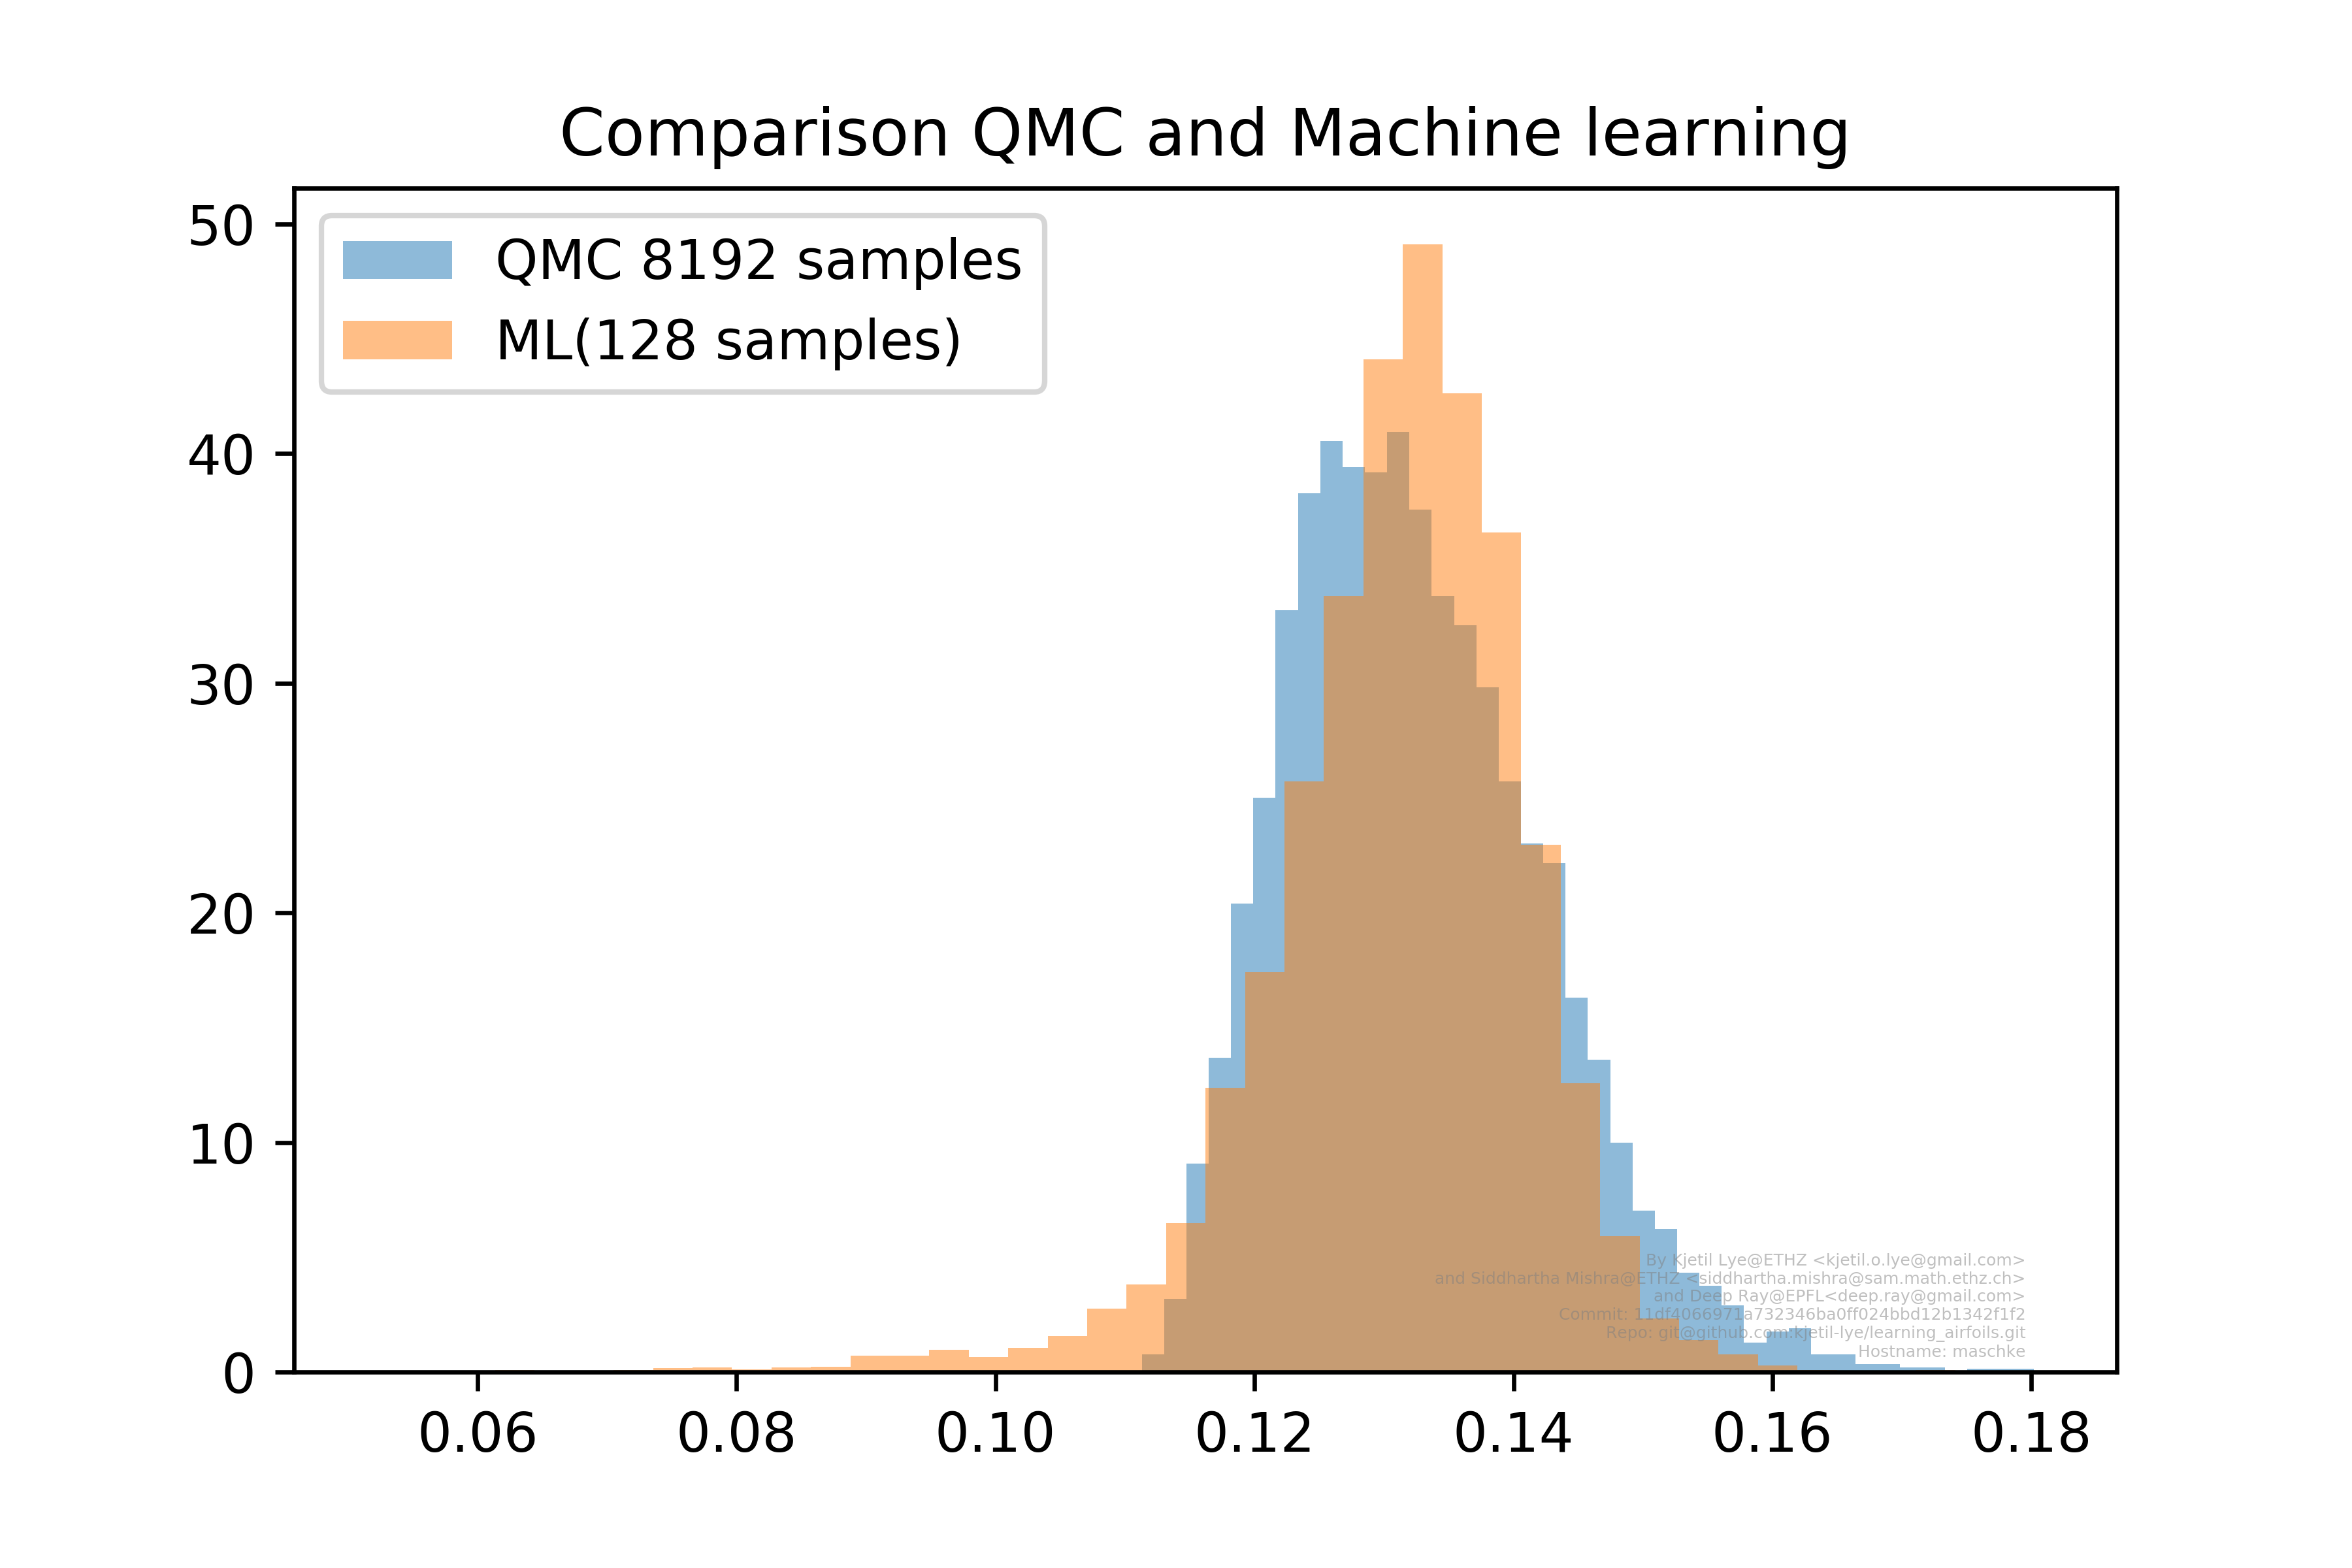 Comparison QMC and Machine learning
50
QMC 8192 samples
ML(128 samples)
40
30
20
10
0
By Kjetil Lye@ETHZ <kjetil.o.lye@gmail.com>
and Siddhartha Mishra@ETHZ <siddhartha.mishra@sam.math.ethz.ch>
and Deep Ray@EPFL<deep.ray@gmail.com>
Commit: 11df4066971a732346ba0ff024bbd12b1342f1f2
Repo: git@github.com:kjetil-lye/learning_airfoils.git
Hostname: maschke
0.06 0.08 0.10 0.12 0.14 0.16 0.18